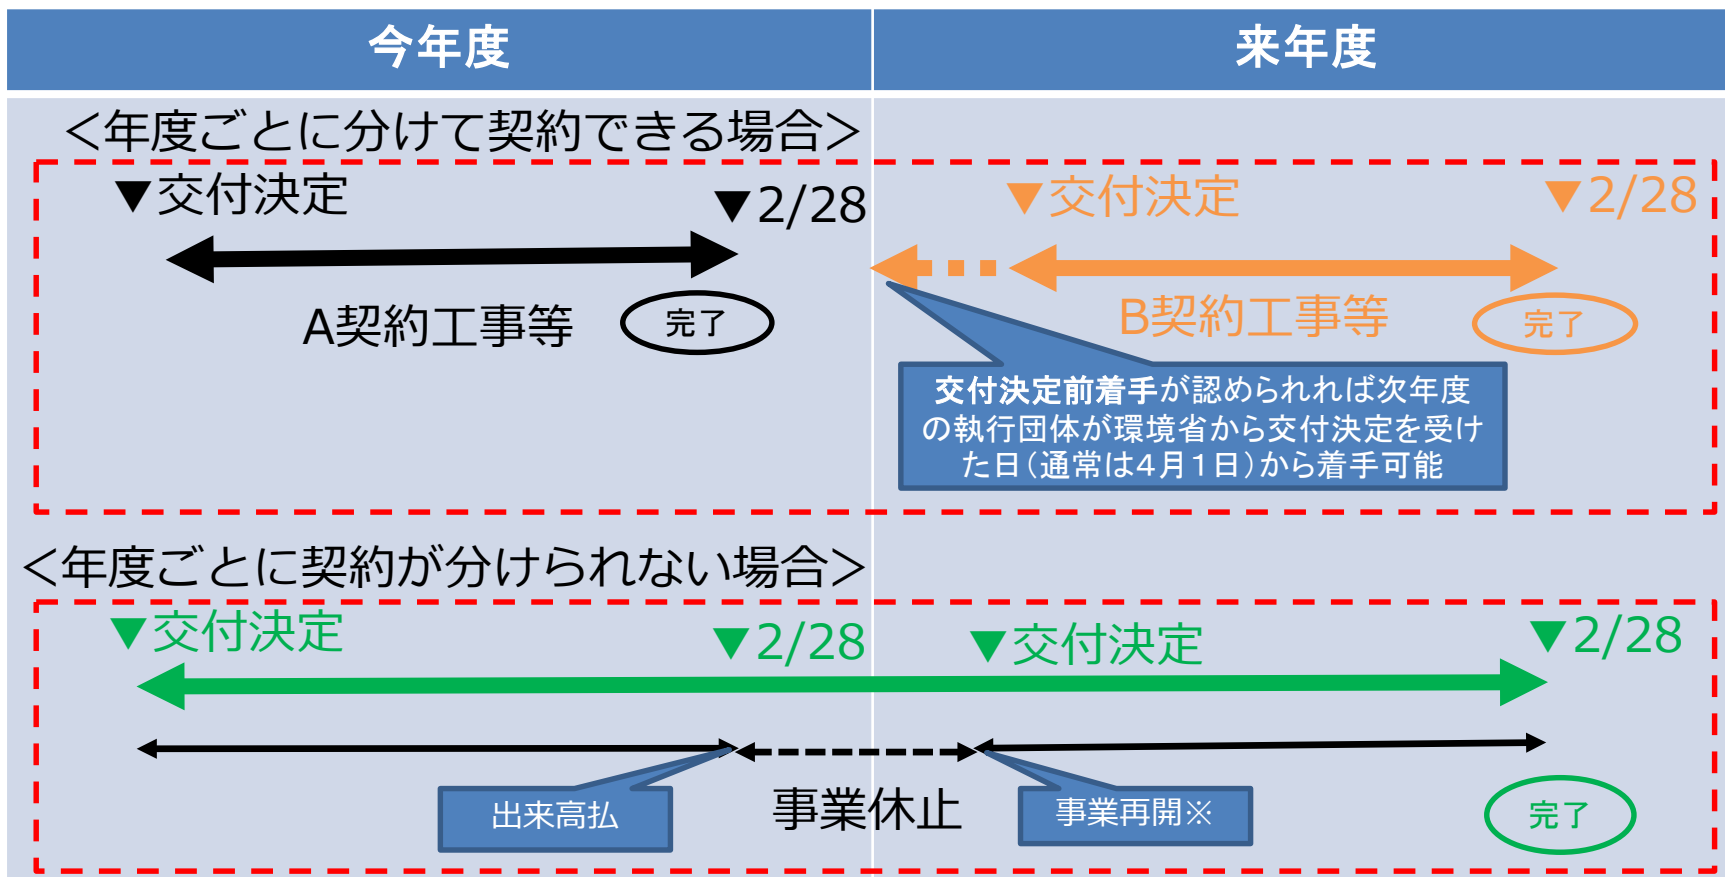 今年度
来年度
＜年度ごとに分けて契約できる場合＞
▼交付決定
▼2/28
▼交付決定
▼2/28
A契約工事等
完了
B契約工事等
完了
交付決定前着手が認められれば次年度
の執行団体が環境省から交付決定を受け
た日（通常は４月１日）から着手可能
＜年度ごとに契約が分けられない場合＞
▼交付決定
▼2/28
▼交付決定
▼2/28
出来高払
事業休止
事業再開※
完了